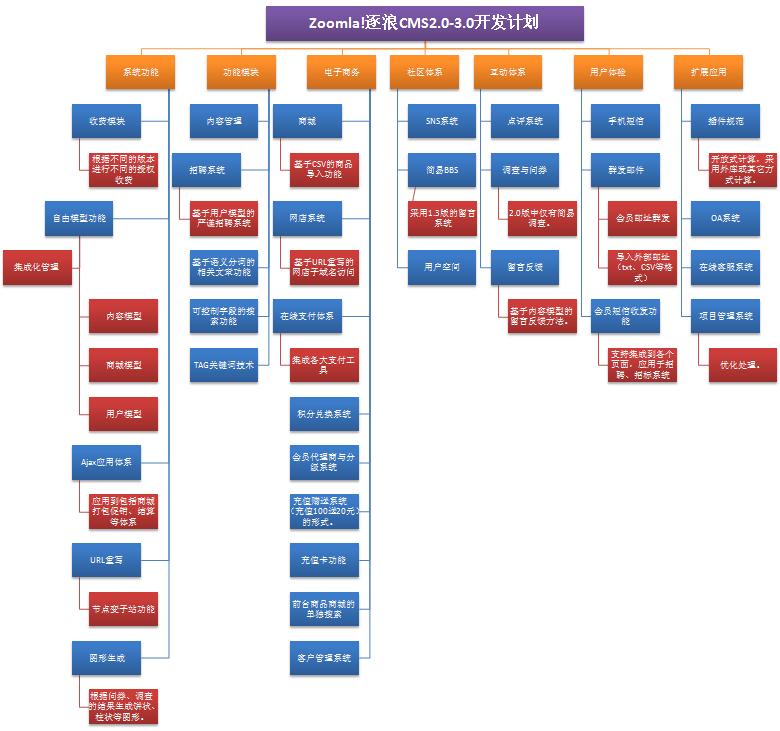 Zoomla!逐浪CMS2.0-3.0开发计划
系统功能
功能模块
电子商务
社区体系
互动体系
用户体验
扩展应用
收费模块
根据不同的版本
进行不同的授权
收费
自由模型功能
集成化管理
内容模型
商城模型
用户模型
Ajax应用体系
应用到包括商城
打包促销、结算
等体系
URL重写
节点变子站功能
图形生成
根据问券、调查
的结果生成饼状、
柱状等图形。
内容管理
招聘系统
基于用户模型的
严谨招聘系统
基于语义分词的
相关文章功能
可控制字段的搜
索功能
TAG关键词技术
商城
基于CSV的商品
导入功能
网店系统
基于URL重写的
网店子域名访问
在线支付体系
集成各大支付工
具
积分兑换系统
会员代理商与分
级系统
充值赠送系统
（充值100送20元）
的形式。
充值卡功能
前台商品商城的
单独搜索
客户管理系统
SNS系统
简易BBS
采用1.3版的留言
系统
用户空间
点评系统
调查与问券
2.0版中仅有简易
调查。
留言反馈
基于内容模型的
留言反馈方法。
手机短信
群发邮件
会员邮址群发
导入外部邮址
（txt、CSV等格
式）
会员短信收发功
能
支持集成到各个
页面，应用于招
聘、招标系统
插件规范
开放式计算，采
用外库或其它方
式计算。
OA系统
在线客服系统
项目管理系统
优化处理。